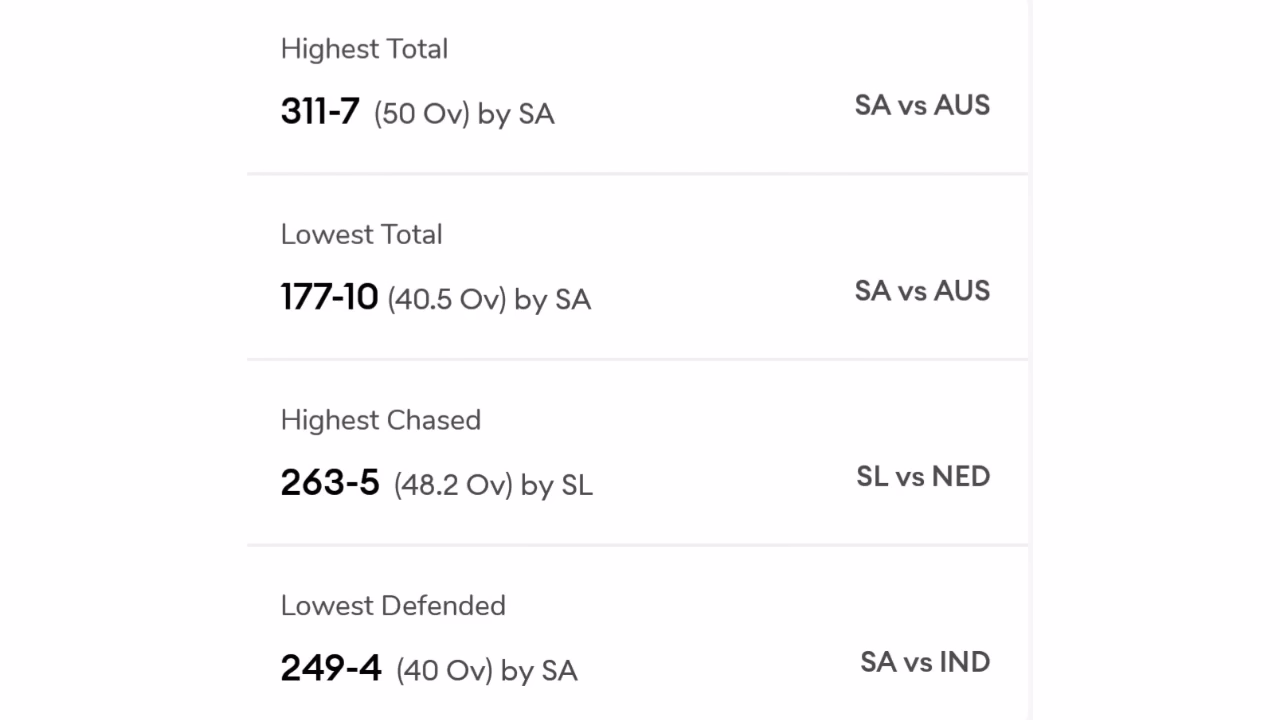 Highest Total
311-7 (50 Ov) by SA SA vs AUS
Lowest Total
177-10 (40.5 Ov) by SA SA vs AUS
Highest Chased
263-5 (48.2 Ov) by SL SL vs NED
Lowest Defended
249-4 (40 Ov) by SA SA vs IND